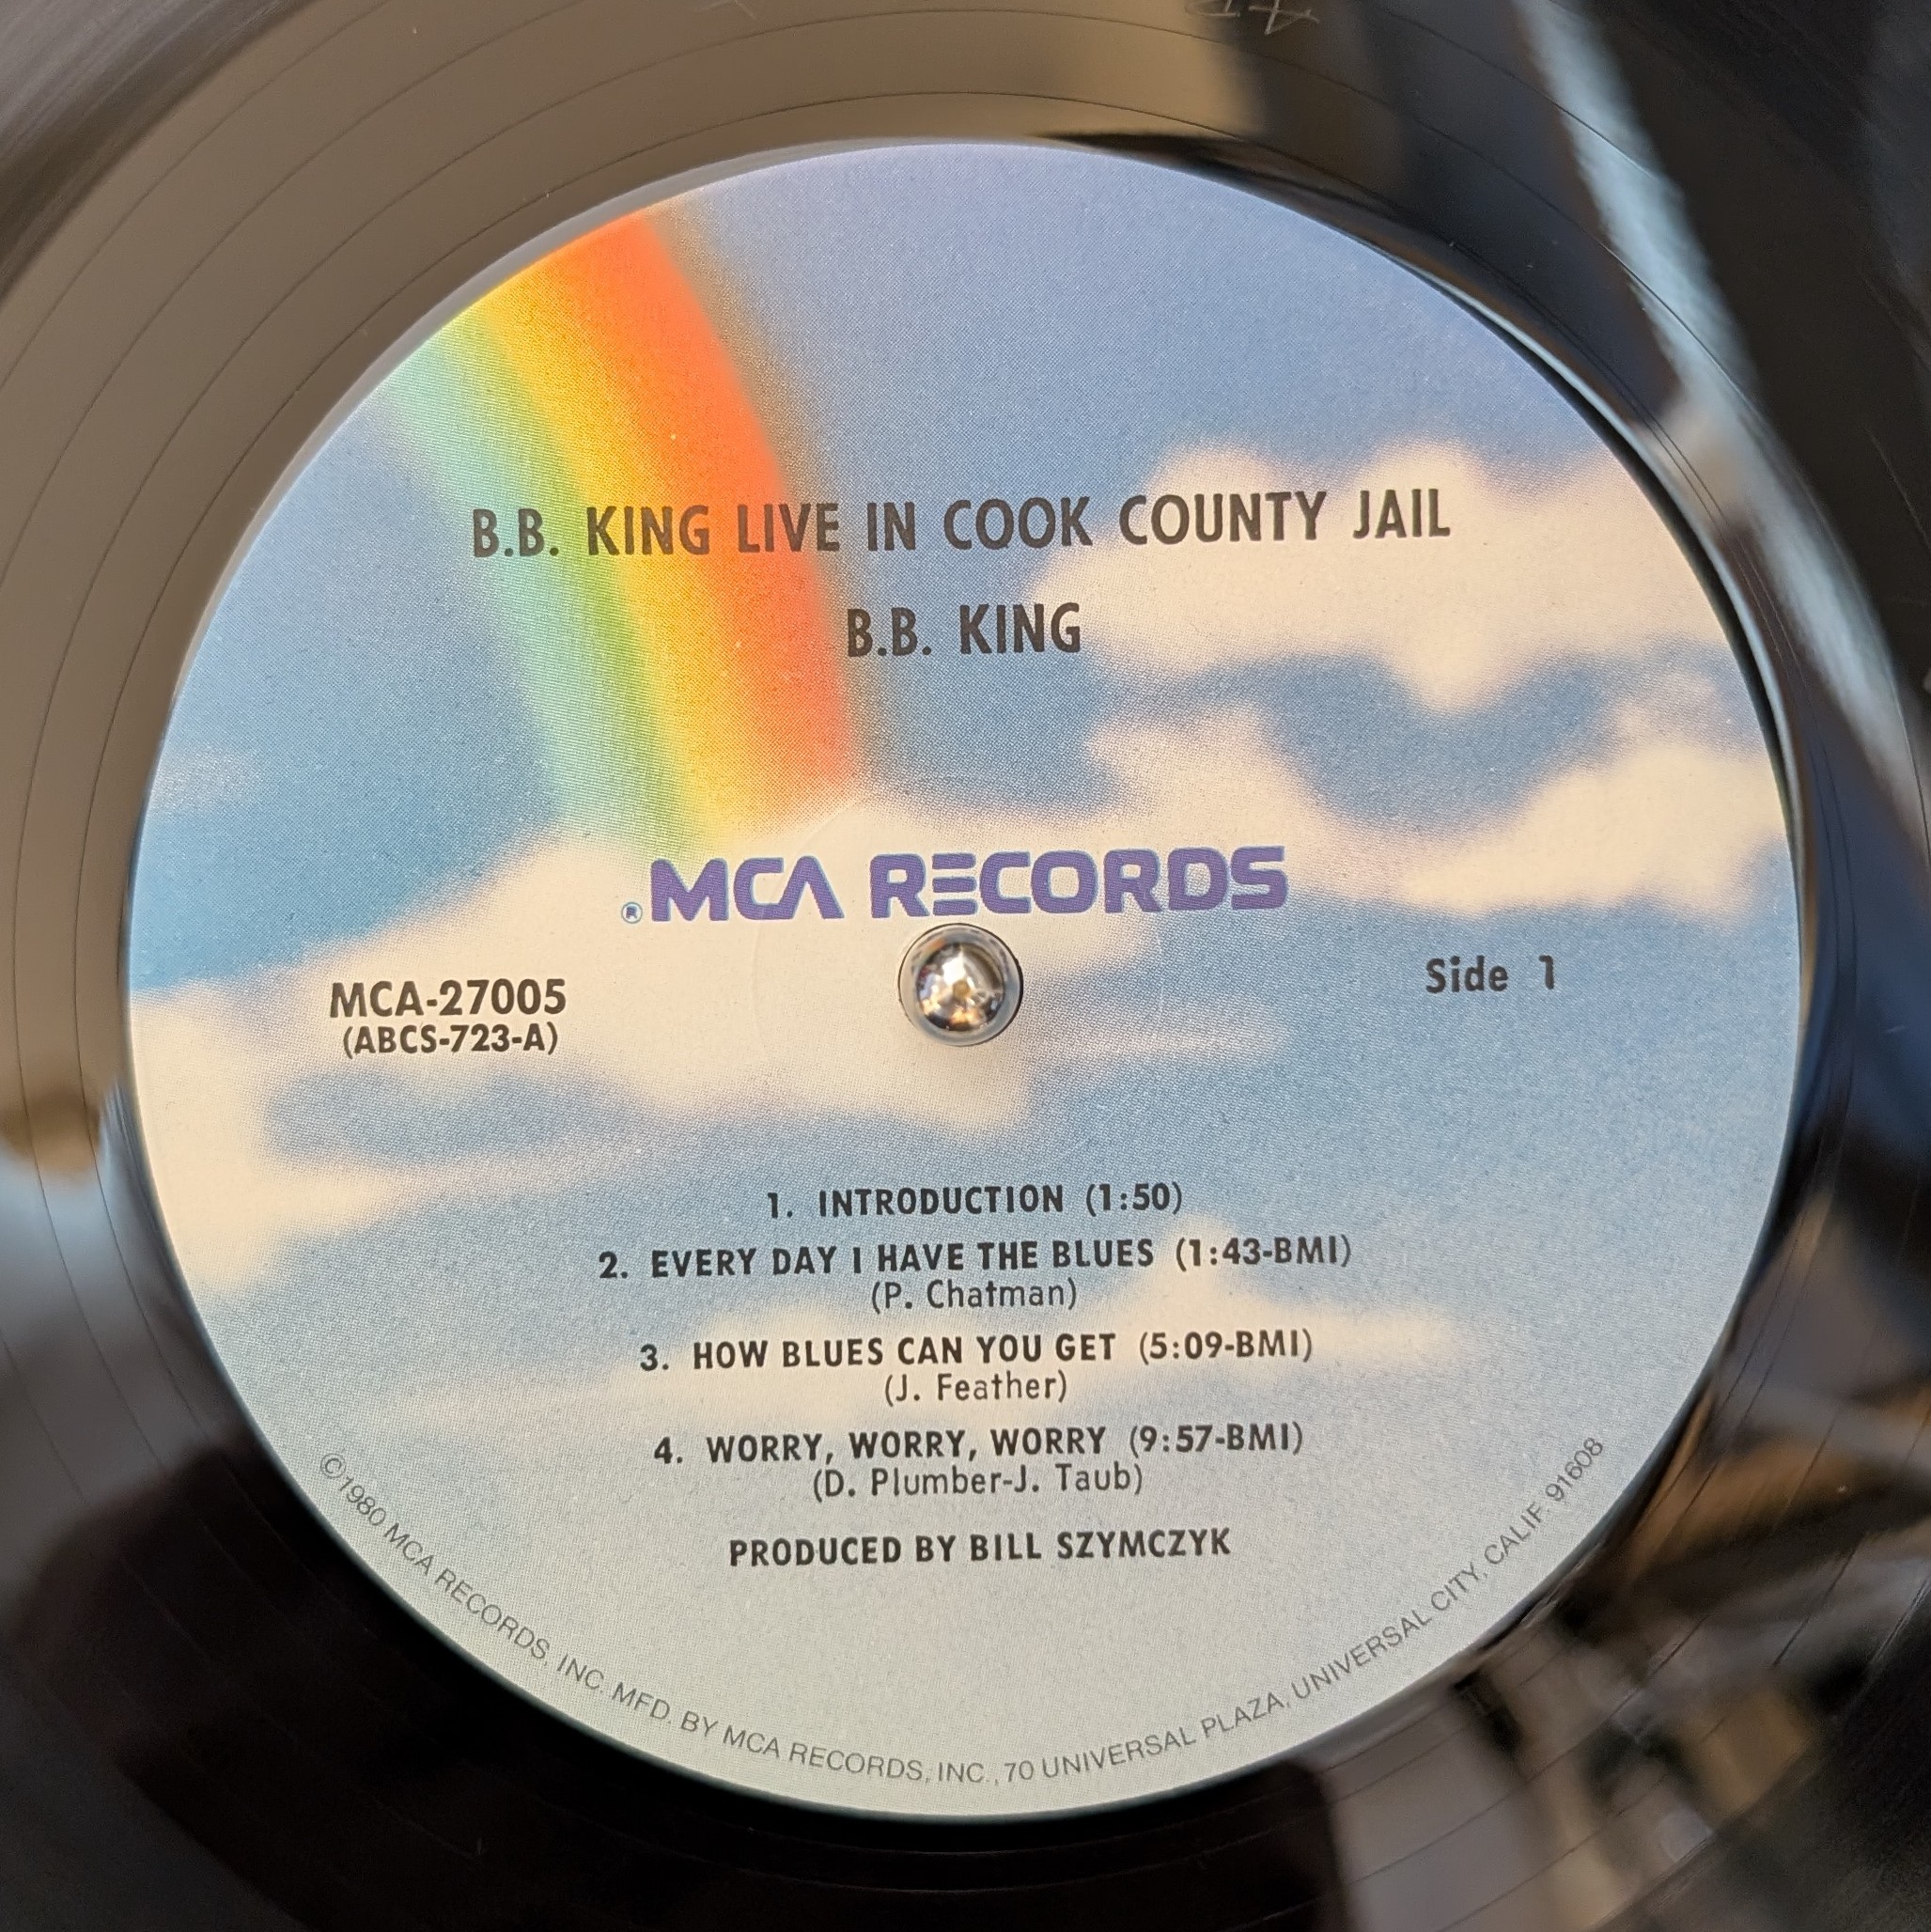 B.B. KING LIVE IN COOK COUNTY JAIL
B.B. KING
® MCA RECORDS
MCA-27005
(ABCS-723-A)
Side 1
1. INTRODUCTION (1:50)
2. EVERY DAY I HAVE THE BLUES (1:43-BMI)
(P. Chatman)
3. HOW BLUES CAN YOU GET (5:09-BMI)
(J. Feather)
4. WORRY, WORRY, WORRY (9:57-BMI)
(D. Plumber-J. Taub)
PRODUCED BY BILL SZYMCZYK
©1980 MCA RECORDS, INC. MFD. BY MCA RECORDS, INC., 70 UNIVERSAL PLAZA, UNIVERSAL CITY, CALIF. 91608